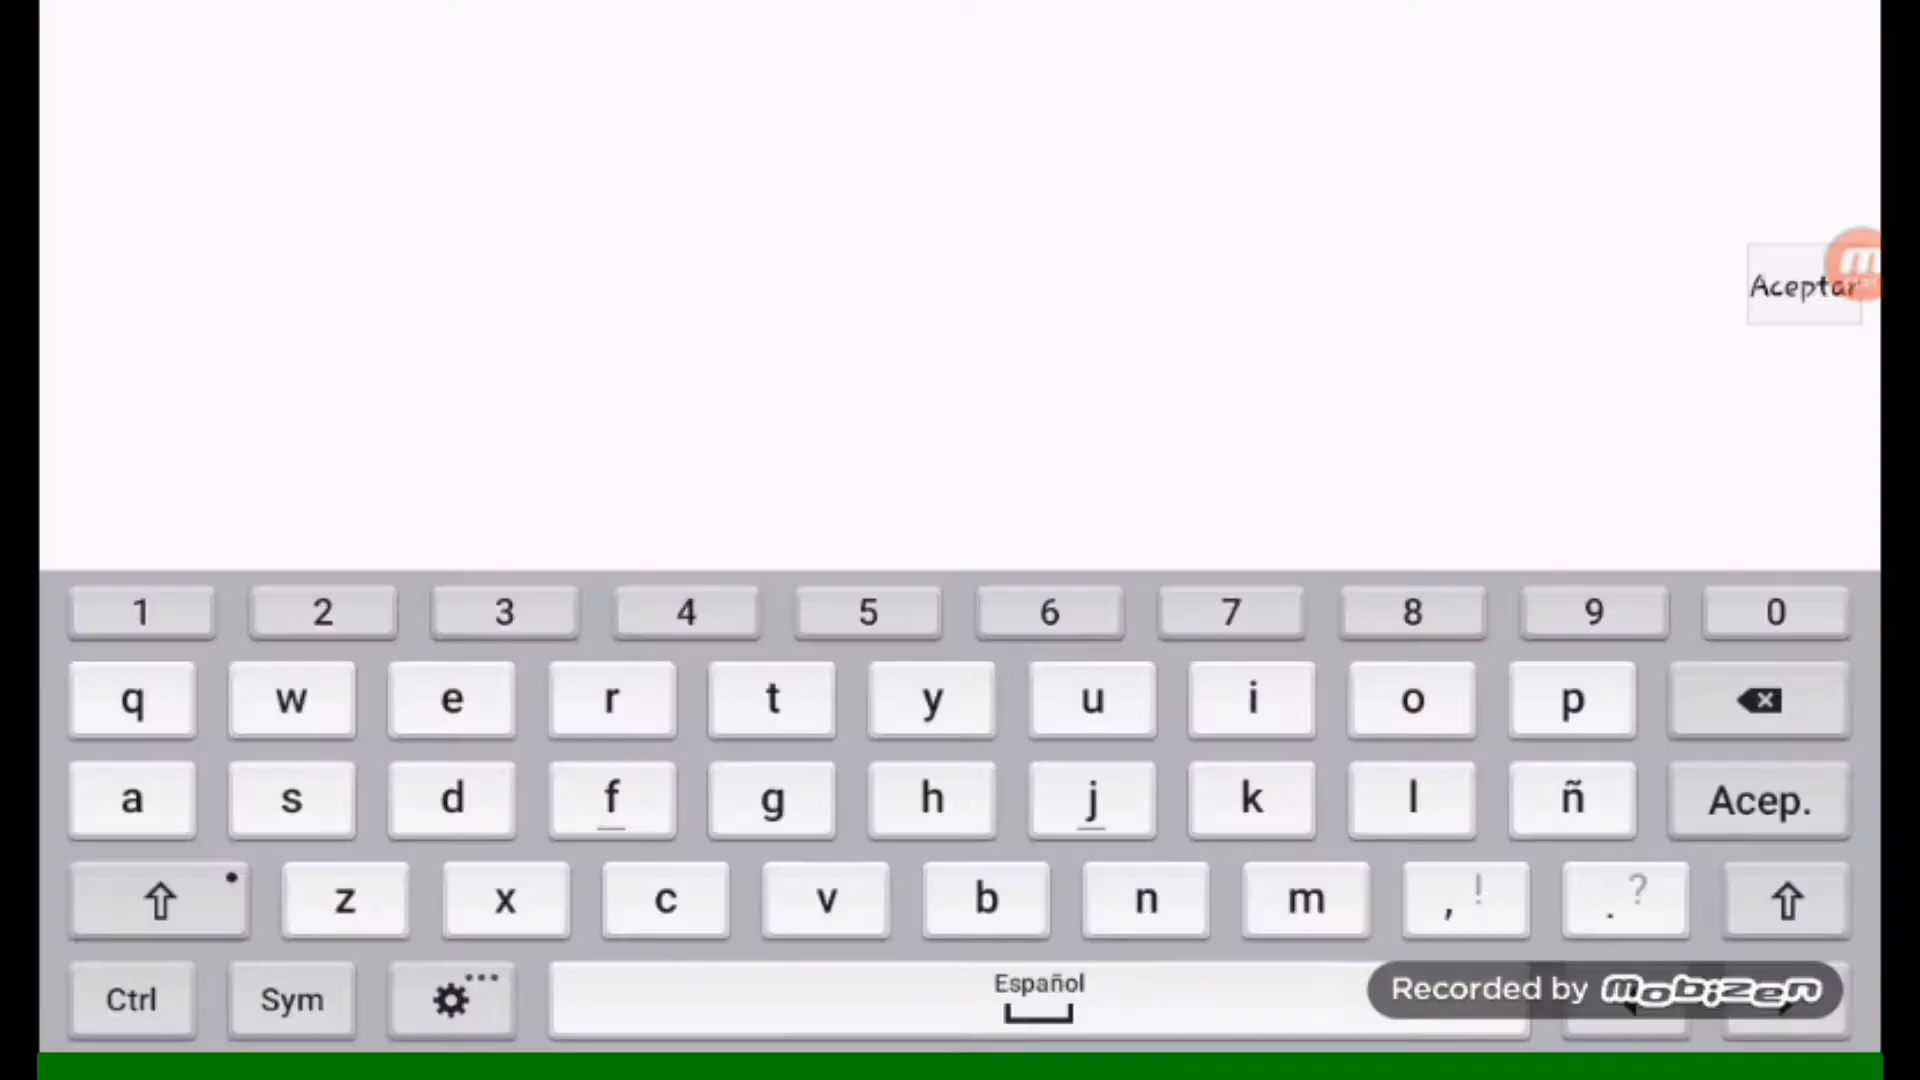 Aceptar
1 2 3 4 5 6 7 8 9 0
q w e r t y u i o p
a s d f g h j k l ñ Acep.
z x c v b n m , ! . ?
Ctrl Sym Español Recorded by mobizen